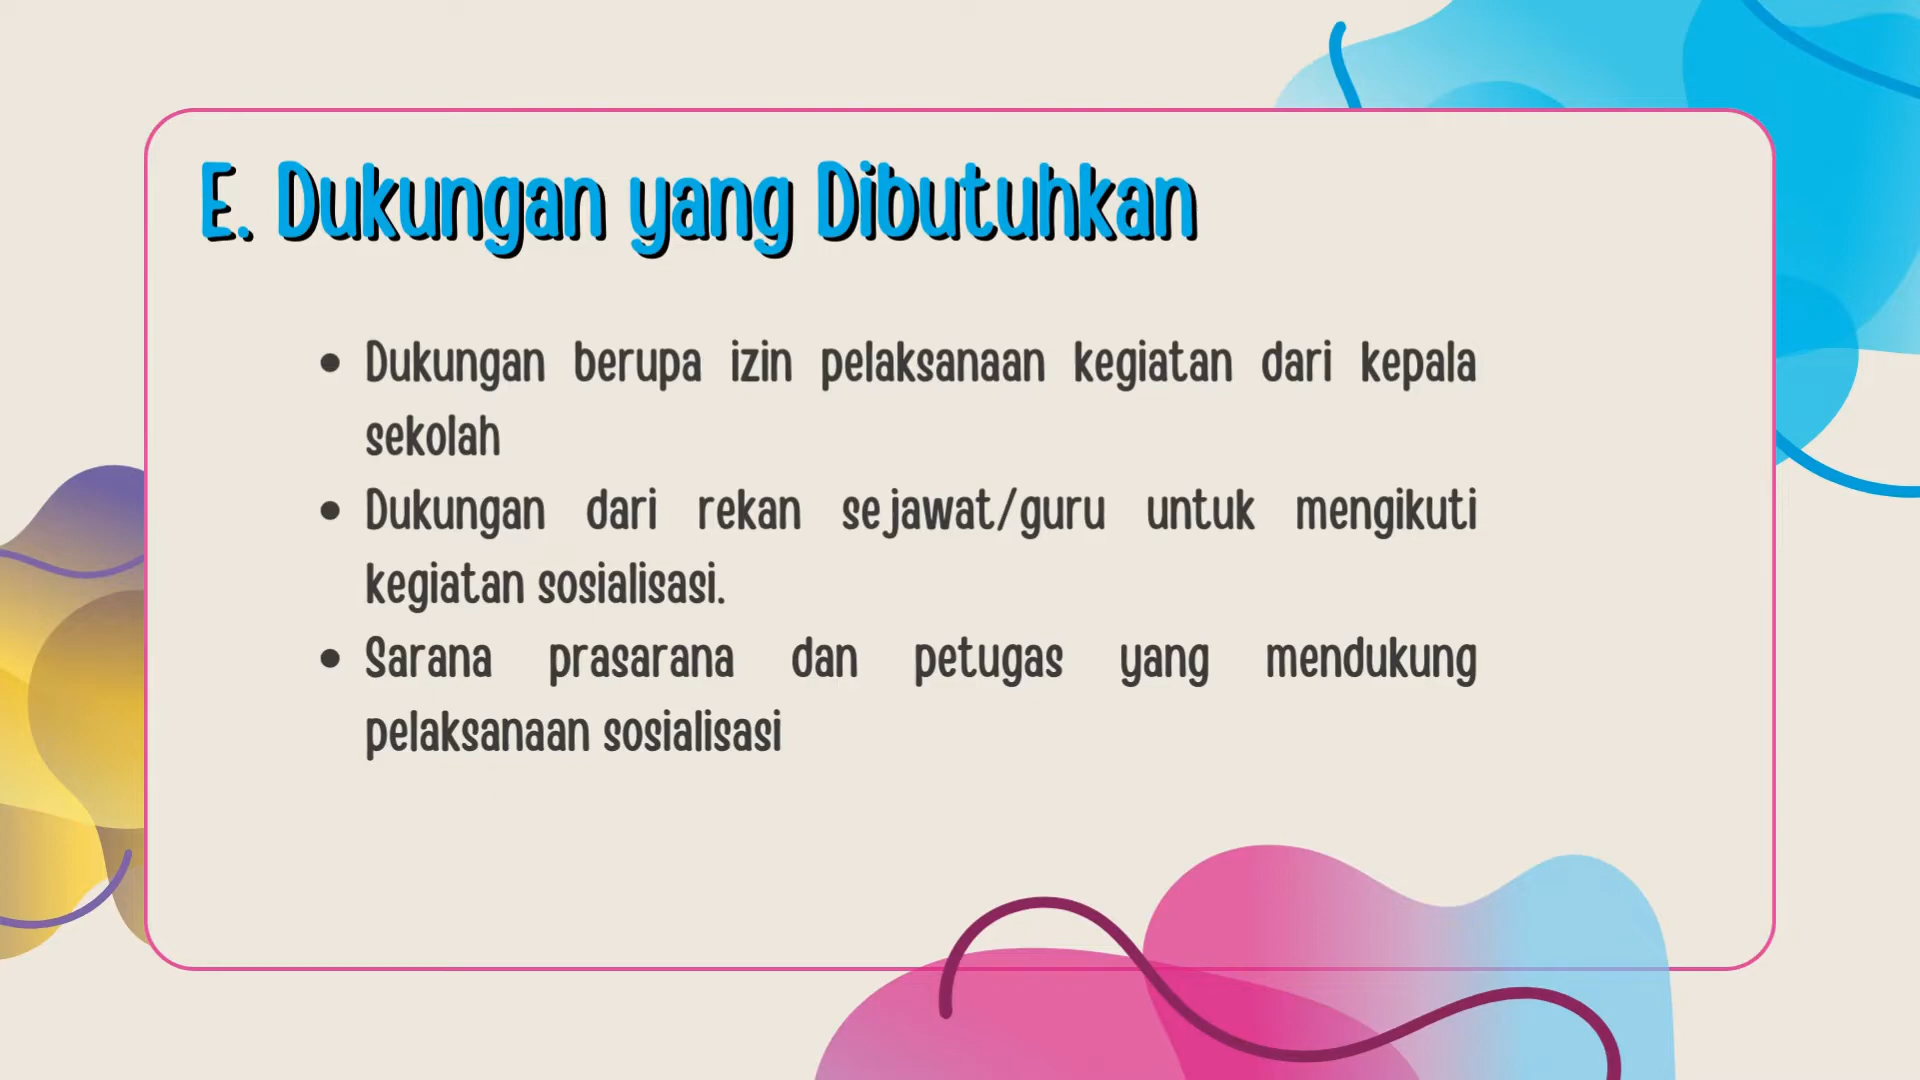 E. Dukungan yang Dibutuhkan
• Dukungan berupa izin pelaksanaan kegiatan dari kepala
sekolah
• Dukungan dari rekan sejawat/guru untuk mengikuti
kegiatan sosialisasi.
• Sarana prasarana dan petugas yang mendukung
pelaksanaan sosialisasi